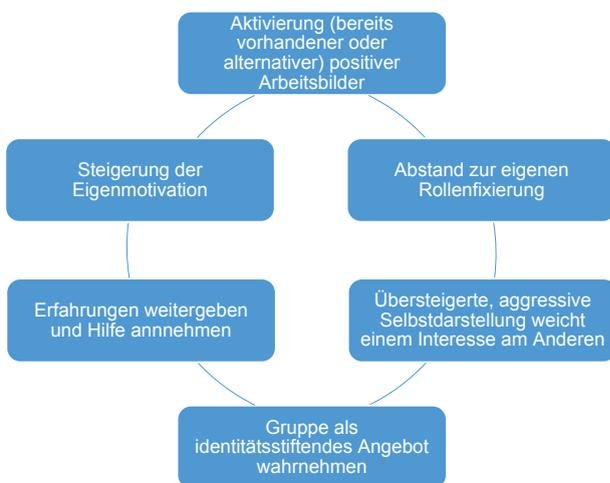 Aktivierung (bereits
vorhandener oder
alternativer) positiver
Arbeitsbilder
Abstand zur eigenen
Rollenfixierung
Übersteigerte, aggressive
Selbstdarstellung weicht
einem Interesse am Anderen
Gruppe als
identitätsstiftendes Angebot
wahrnehmen
Erfahrungen weitergeben
und Hilfe annnehmen
Steigerung der
Eigenmotivation